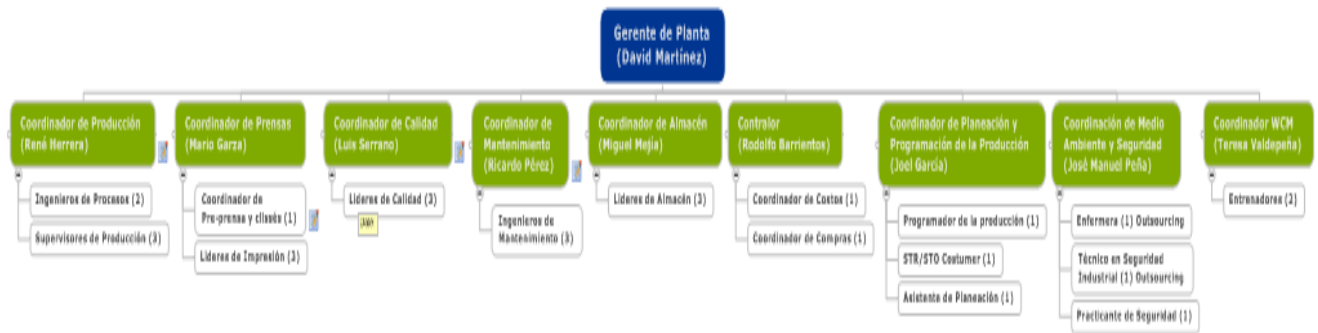 Gerente de Planta
(David Martínez)
Coordinador de Producción
(René Herrera)
Ingenieros de Procesos (2)
Supervisores de Producción (3)
Coordinador de Prensas
(Mario Garza)
Coordinador de
Pre-prensa y clisés (1)
Líderes de Impresión (3)
Coordinador de Calidad
(Luis Serrano)
Líderes de Calidad (3)
Coordinador de
Mantenimiento
(Ricardo Pérez)
Ingenieros de
Mantenimiento (3)
Coordinador de Almacén
(Miguel Mejía)
Líderes de Almacén (3)
Contralor
(Rodolfo Barrientos)
Coordinador de Costos (1)
Coordinador de Compras (1)
Coordinador de Planeación y
Programación de la Producción
(Joel García)
Programador de la producción (1)
STR/STO Costumer (1)
Asistente de Planeación (1)
Coordinación de Medio
Ambiente y Seguridad
(José Manuel Peña)
Enfermera (1) Outsourcing
Técnico en Seguridad
Industrial (1) Outsourcing
Practicante de Seguridad (1)
Coordinador WCM
(Teresa Valdepeña)
Entrenadores (2)